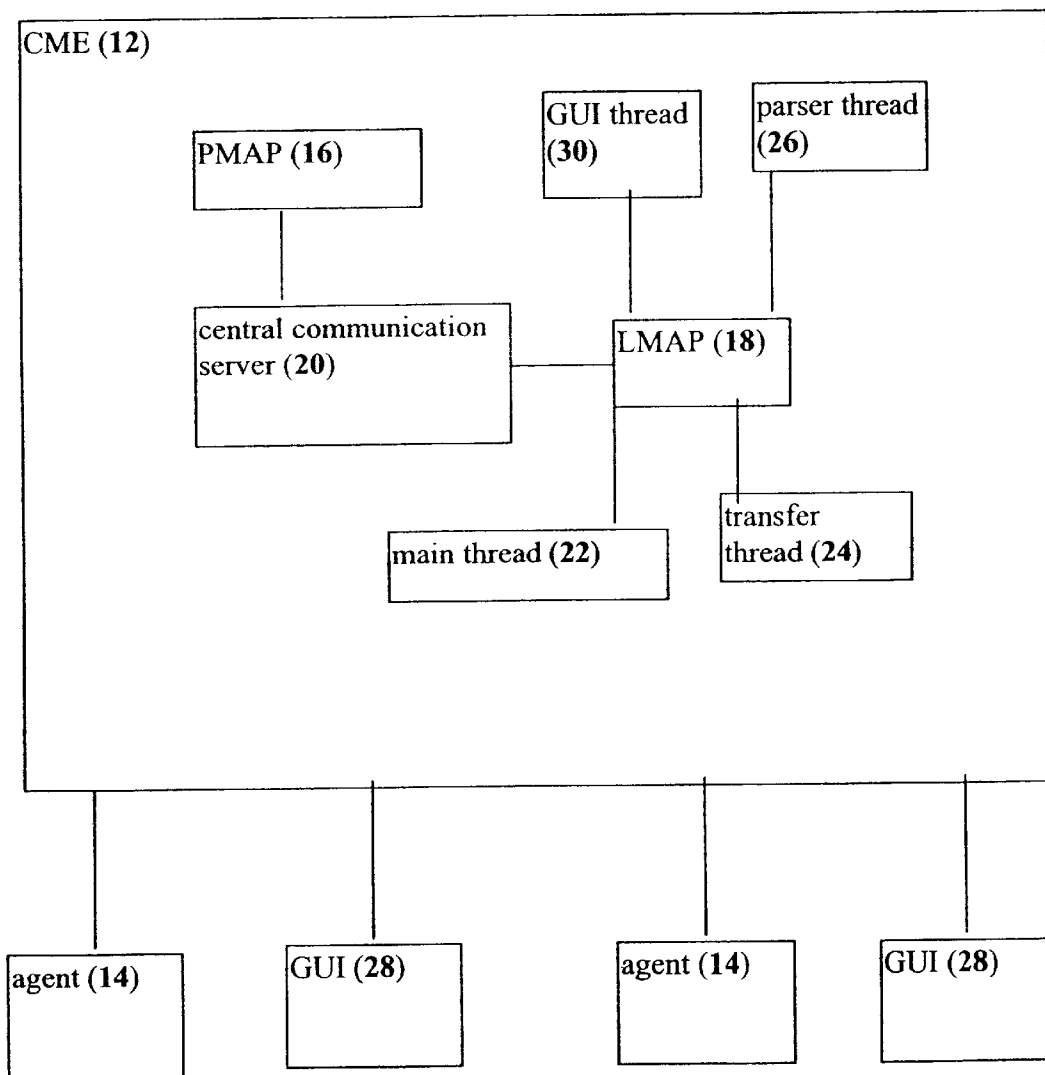 CME (12)
GUI thread
(30)
parser thread
(26)
PMAP (16)
central communication
server (20)
LMAP (18)
main thread (22)
transfer
thread (24)
agent (14)
GUI (28)
agent (14)
GUI (28)